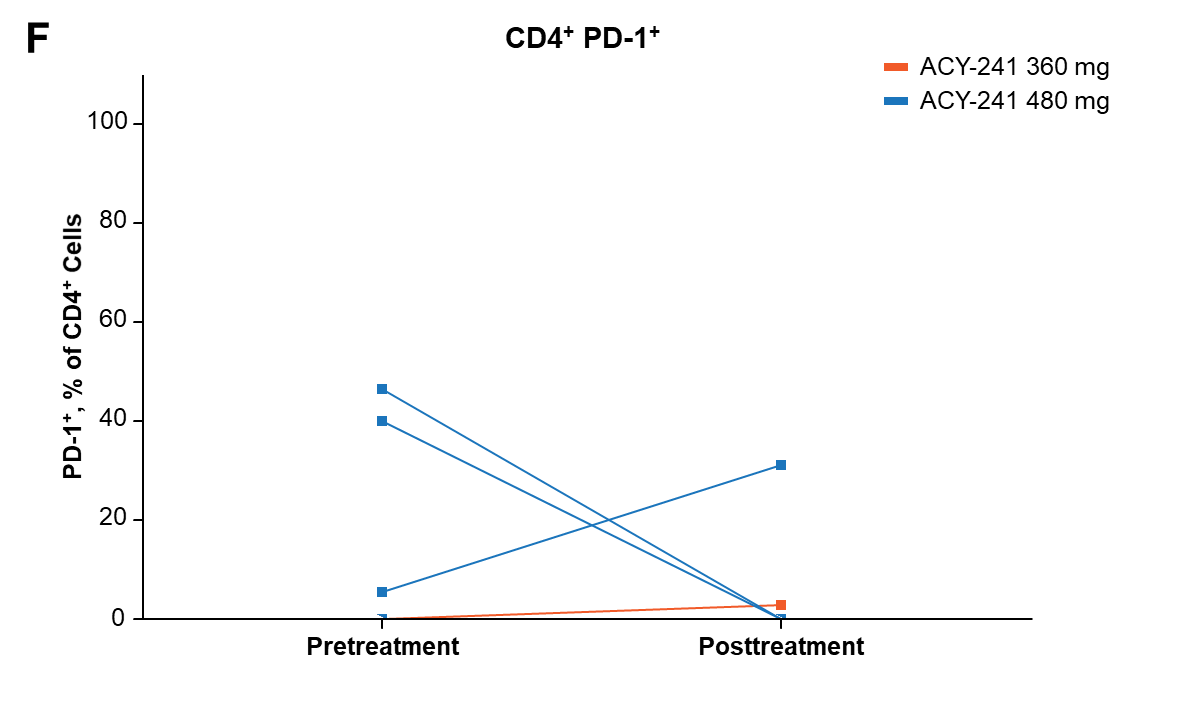 F
CD4⁺ PD-1⁺
ACY-241 360 mg
ACY-241 480 mg
PD-1⁺, % of CD4⁺ Cells
100
80
60
40
20
0
Pretreatment Posttreatment